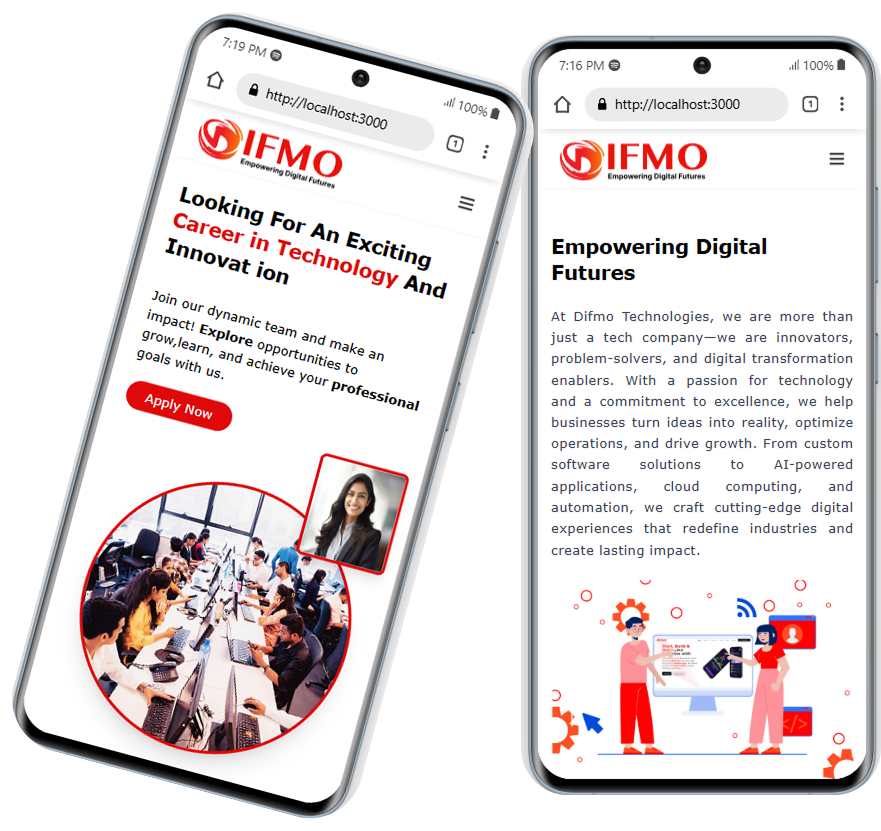 7:19 PM
100%
http://localhost:3000
1
DIFMO
Empowering Digital Futures
Looking For An Exciting
Career in Technology And
Innovat ion
Join our dynamic team and make an
impact! Explore opportunities to
grow,learn, and achieve your professional
goals with us.
Apply Now
7:16 PM
100%
http://localhost:3000
1
DIFMO
Empowering Digital Futures
Empowering Digital
Futures
At Difmo Technologies, we are more than
just a tech company—we are innovators,
problem-solvers, and digital transformation
enablers. With a passion for technology
and a commitment to excellence, we help
businesses turn ideas into reality, optimize
operations, and drive growth. From custom
software solutions to AI-powered
applications, cloud computing, and
automation, we craft cutting-edge digital
experiences that redefine industries and
create lasting impact.
Start, Build &